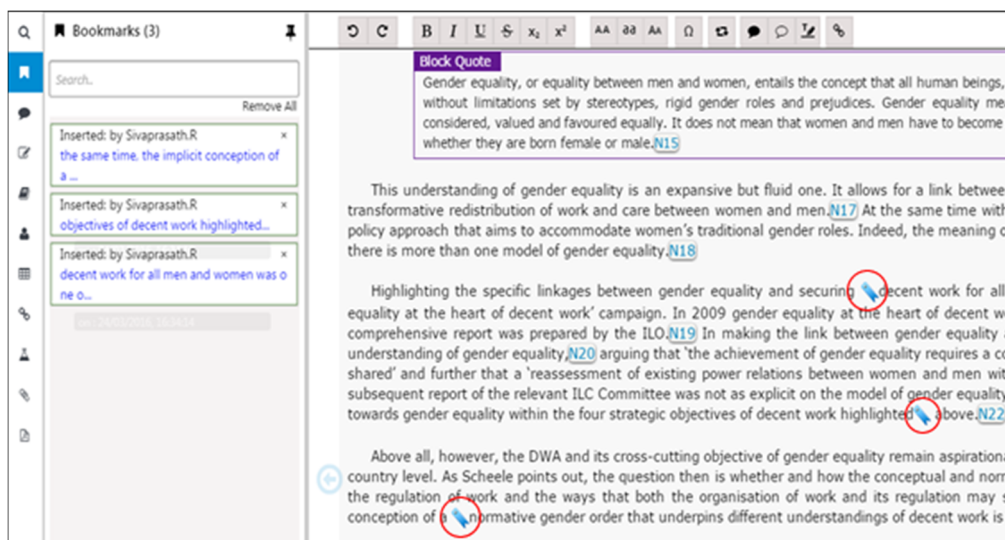 Bookmarks (3)
Search..
Remove All
Inserted: by Sivaprasath.R ×
the same time, the implicit conception of
a ...
Inserted: by Sivaprasath.R ×
objectives of decent work highlighted...
Inserted: by Sivaprasath.R ×
decent work for all men and women was o
ne o...
B I U S x₂ x² AA aa AA Ω
Block Quote
Gender equality, or equality between men and women, entails the concept that all human beings,
without limitations set by stereotypes, rigid gender roles and prejudices. Gender equality me
considered, valued and favoured equally. It does not mean that women and men have to become
whether they are born female or male.N15
This understanding of gender equality is an expansive but fluid one. It allows for a link betwee
transformative redistribution of work and care between women and men.N17 At the same time with
policy approach that aims to accommodate women's traditional gender roles. Indeed, the meaning o
there is more than one model of gender equality.N18
Highlighting the specific linkages between gender equality and securing decent work for all
equality at the heart of decent work' campaign. In 2009 gender equality at the heart of decent w
comprehensive report was prepared by the ILO.N19 In making the link between gender equality
understanding of gender equality,N20 arguing that 'the achievement of gender equality requires a co
shared' and further that a 'reassessment of existing power relations between women and men wit
subsequent report of the relevant ILC Committee was not as explicit on the model of gender equality
towards gender equality within the four strategic objectives of decent work highlighted above.N22
Above all, however, the DWA and its cross-cutting objective of gender equality remain aspirationa
country level. As Scheele points out, the question then is whether and how the conceptual and norr
the regulation of work and the ways that both the organisation of work and its regulation may s
conception of a normative gender order that underpins different understandings of decent work is